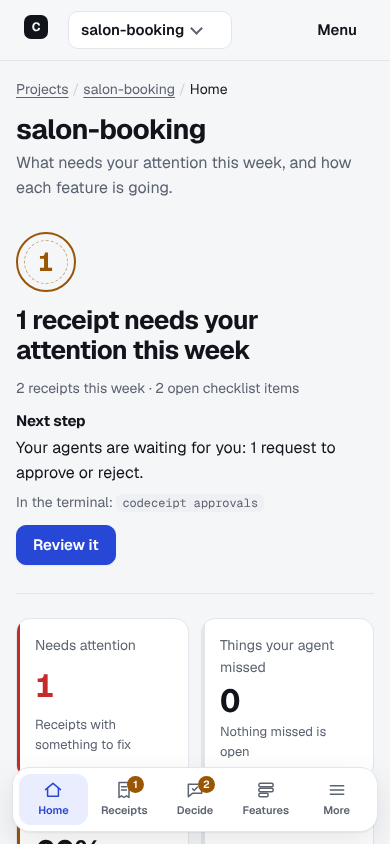 C
salon-booking
Menu
Projects / salon-booking / Home
salon-booking
What needs your attention this week, and how
each feature is going.
1
1 receipt needs your
attention this week
2 receipts this week · 2 open checklist items
Next step
Your agents are waiting for you: 1 request to
approve or reject.
In the terminal: codeceipt approvals
Review it
Needs attention
1
Receipts with
something to fix
Things your agent
missed
0
Nothing missed is
open
1
2
Home
Receipts
Decide
Features
More